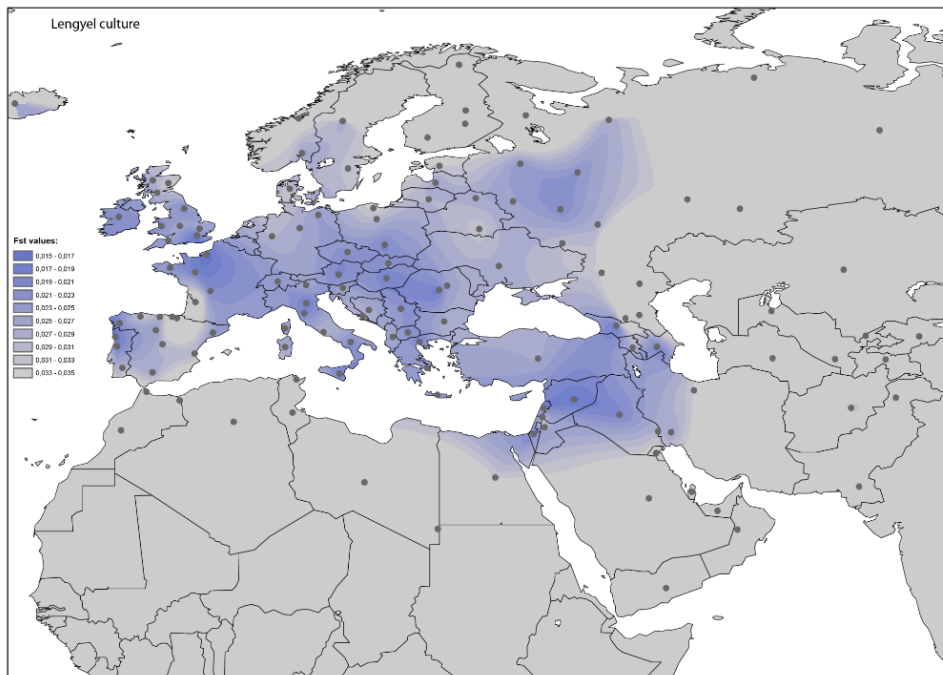 Lengyel culture
Fst values:
0,015 - 0,017
0,017 - 0,019
0,019 - 0,021
0,021 - 0,023
0,023 - 0,025
0,025 - 0,027
0,027 - 0,029
0,029 - 0,031
0,031 - 0,033
0,033 - 0,035